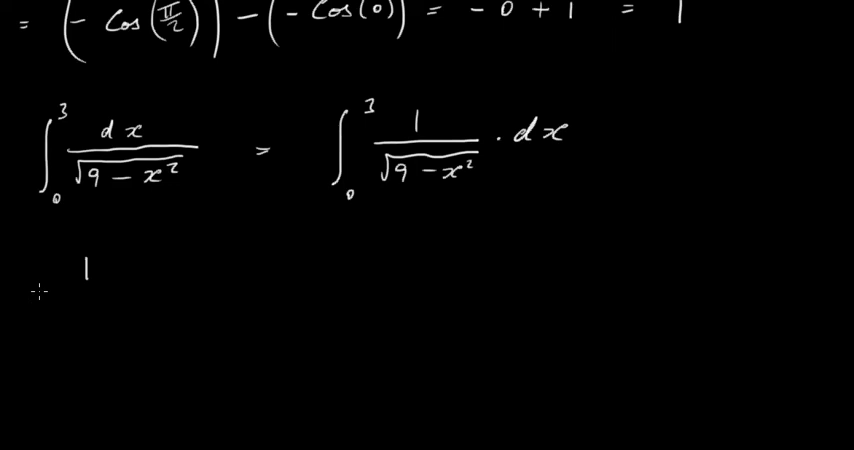 = (- Cos(π/2)) - (- Cos(0)) = - 0 + 1 = 1
∫₀³ dx/√(9 - x²) = ∫₀³ 1/√(9 - x²) · dx
1